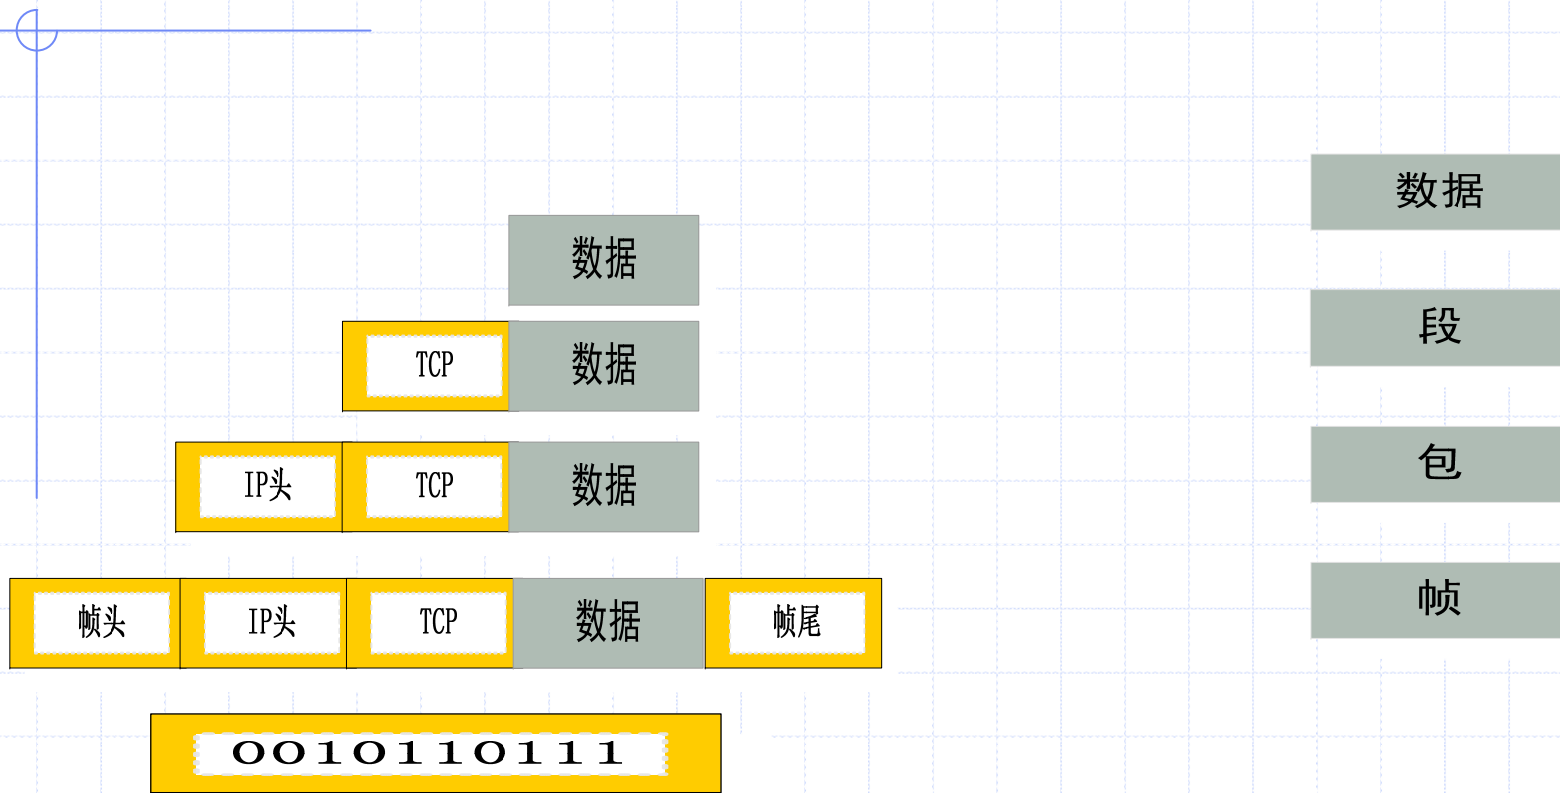 数据
数据
段
TCP 数据
包
IP头 TCP 数据
帧
帧头 IP头 TCP 数据 帧尾
0010110111